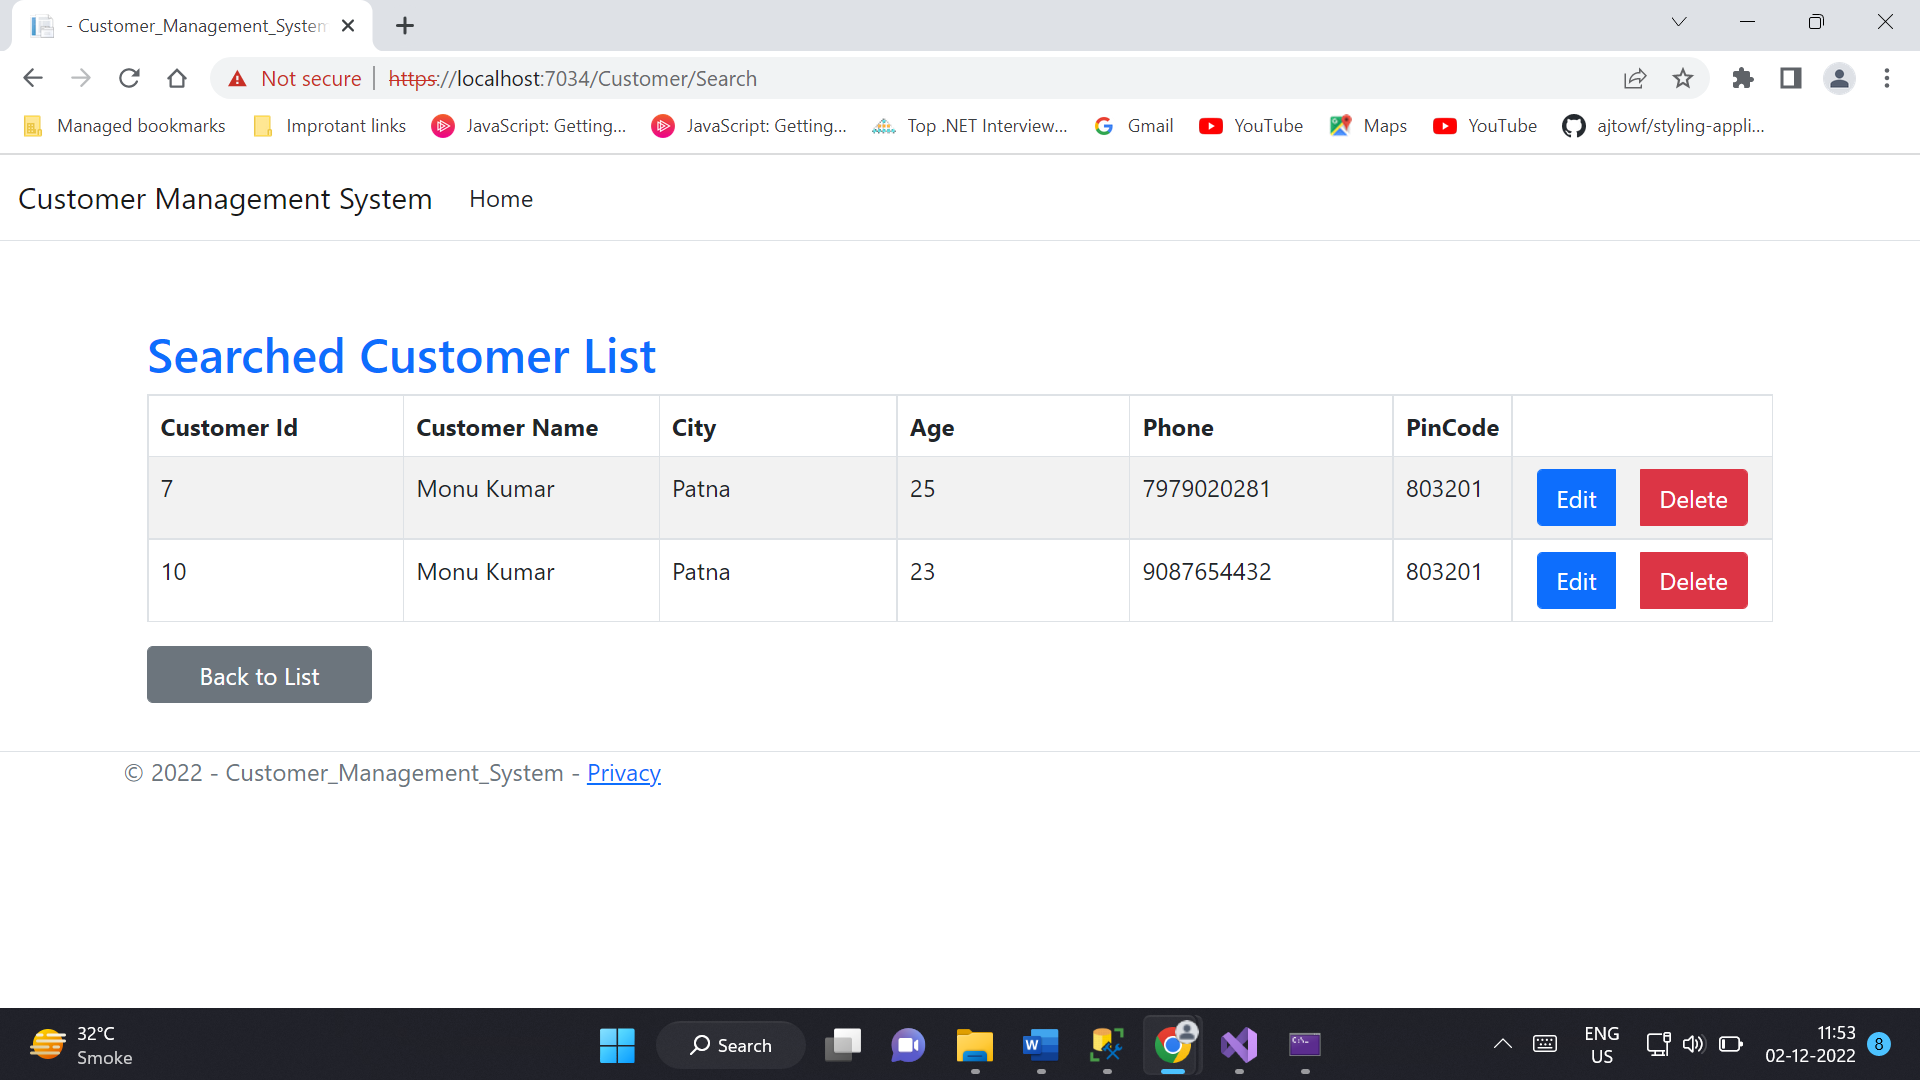 - Customer_Management_System
Not secure https://localhost:7034/Customer/Search
Managed bookmarks Improtant links JavaScript: Getting... JavaScript: Getting... Top .NET Interview... Gmail YouTube Maps YouTube ajtowf/styling-appli...
Customer Management System Home
Searched Customer List
Customer Id Customer Name City Age Phone PinCode
7 Monu Kumar Patna 25 7979020281 803201 Edit Delete
10 Monu Kumar Patna 23 9087654432 803201 Edit Delete
Back to List
© 2022 - Customer_Management_System - Privacy
32°C
Smoke
Search
ENG
US
11:53
02-12-2022
8